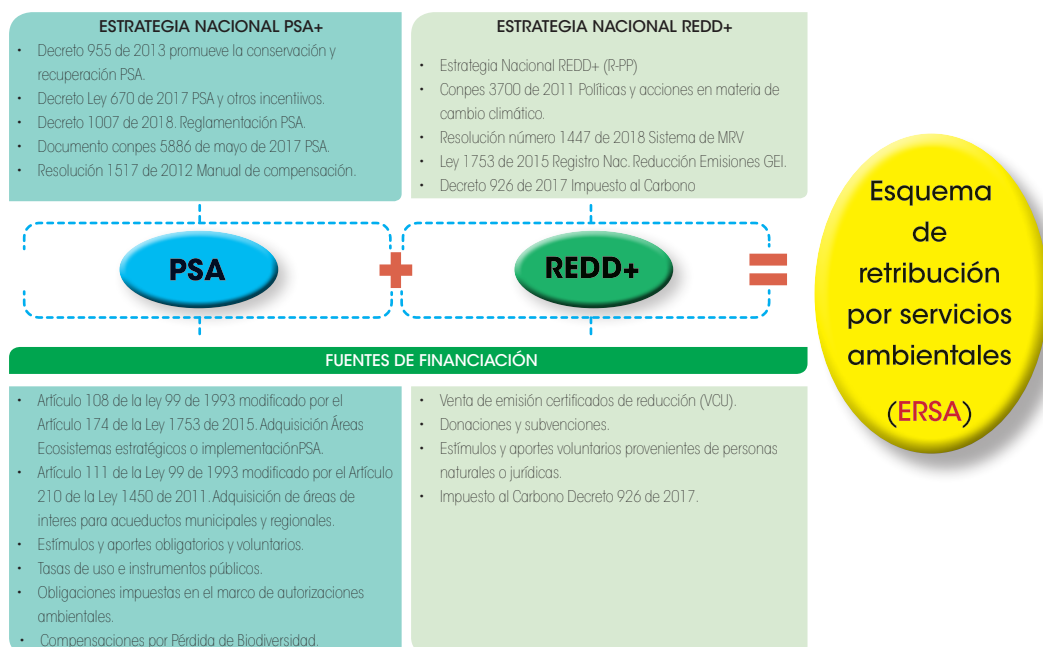 ESTRATEGIA NACIONAL PSA+
• Decreto 955 de 2013 promueve la conservación y
recuperación PSA.
• Decreto Ley 670 de 2017 PSA y otros incentiivos.
• Decreto 1007 de 2018. Reglamentación PSA.
• Documento conpes 5886 de mayo de 2017 PSA.
• Resolución 1517 de 2012 Manual de compensación.
ESTRATEGIA NACIONAL REDD+
• Estrategia Nacional REDD+ (R-PP)
• Conpes 3700 de 2011 Políticas y acciones en materia de
cambio climático.
• Resolución número 1447 de 2018 Sistema de MRV
• Ley 1753 de 2015 Registro Nac. Reducción Emisiones GEI.
• Decreto 926 de 2017 Impuesto al Carbono
PSA
+
REDD+
=
Esquema
de
retribución
por servicios
ambientales
(ERSA)
FUENTES DE FINANCIACIÓN
• Artículo 108 de la ley 99 de 1993 modificado por el
Artículo 174 de la Ley 1753 de 2015. Adquisición Áreas
Ecosistemas estratégicos o implementaciónPSA.
• Artículo 111 de la Ley 99 de 1993 modificado por el Artículo
210 de la Ley 1450 de 2011. Adquisición de áreas de
interes para acueductos municipales y regionales.
• Estímulos y aportes obligatorios y voluntarios.
• Tasas de uso e instrumentos públicos.
• Obligaciones impuestas en el marco de autorizaciones
ambientales.
• Compensaciones por Pérdida de Biodiversidad.
• Venta de emisión certificados de reducción (VCU).
• Donaciones y subvenciones.
• Estímulos y aportes voluntarios provenientes de personas
naturales o jurídicas.
• Impuesto al Carbono Decreto 926 de 2017.